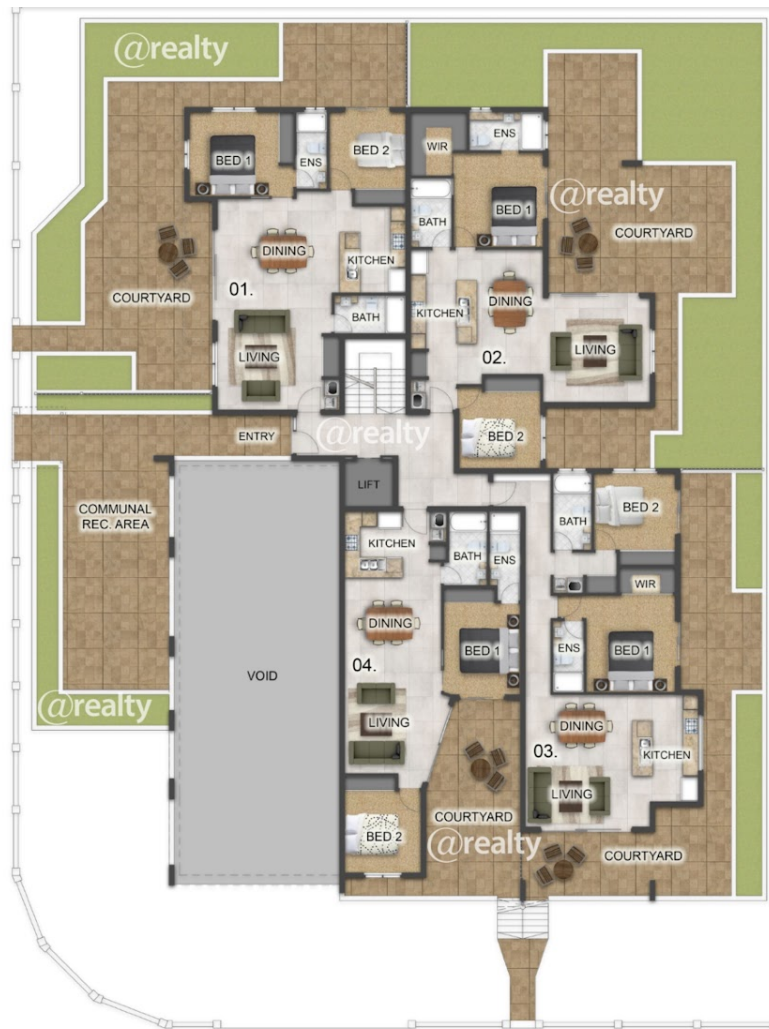 @realty
BED 1
ENS
BED 2
WIR
ENS
BATH
BED 1
@realty
COURTYARD
DINING
KITCHEN
01.
COURTYARD
BATH
LIVING
KITCHEN
DINING
02.
LIVING
ENTRY
@realty
BED 2
LIFT
COMMUNAL
REC. AREA
KITCHEN
BATH
ENS
BATH
BED 2
WIR
DINING
04.
BED 1
ENS
BED 1
VOID
@realty
LIVING
DINING
03.
KITCHEN
LIVING
BED 2
COURTYARD
@realty
COURTYARD